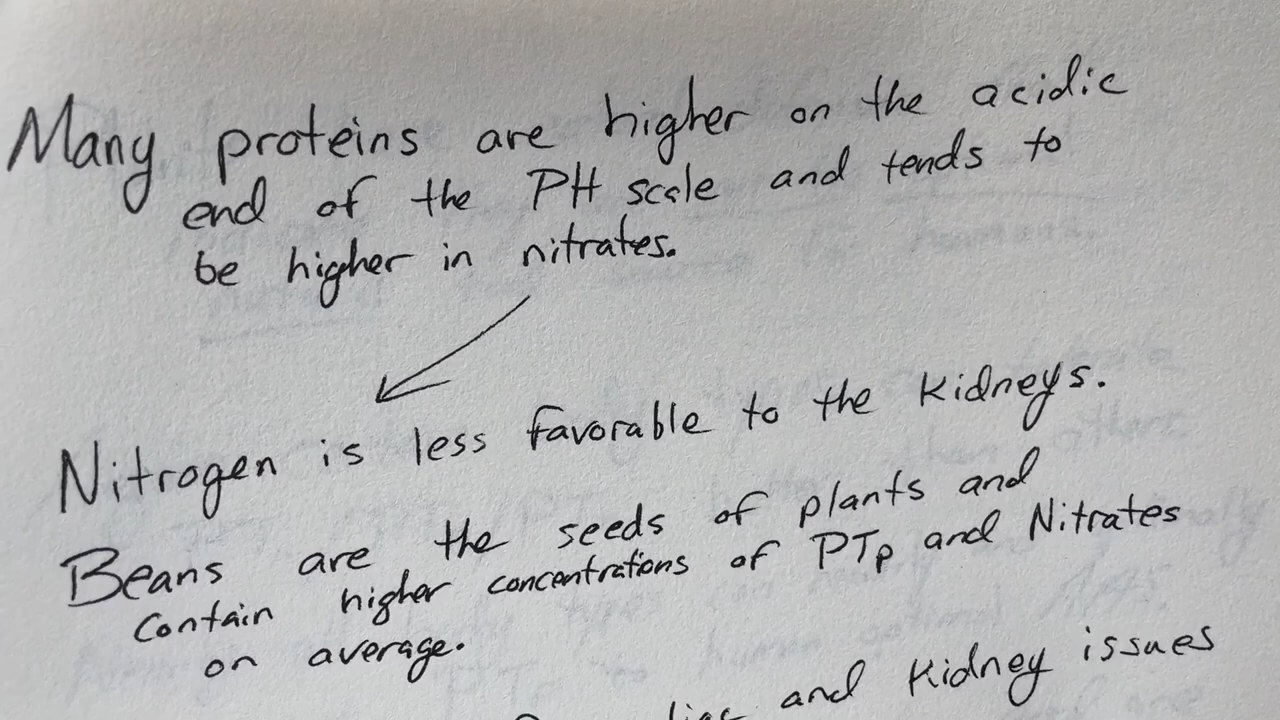 Many proteins are higher on the acidic
end of the PH scale and tends to
be higher in nitrates.
Nitrogen is less favorable to the kidneys.
Beans are the seeds of plants and
contain higher concentrations of PTp and Nitrates
on average.
and kidney issues